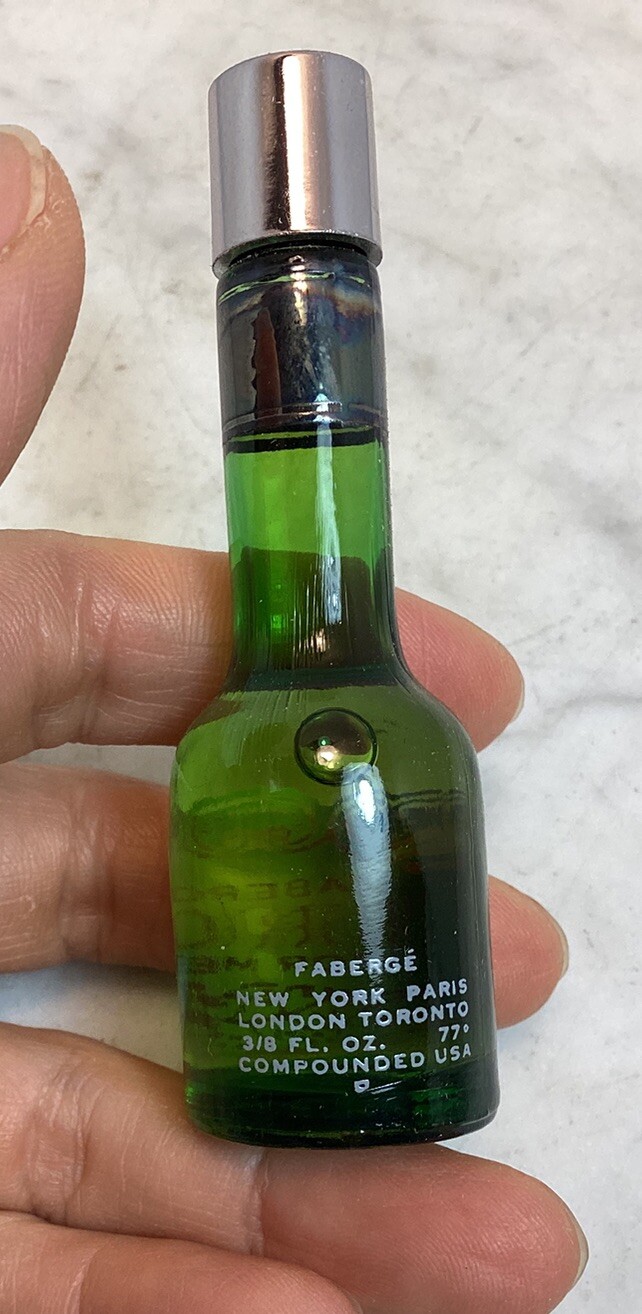 FABERGÉ
NEW YORK PARIS
LONDON TORONTO
3/8 FL. OZ. 77°
COMPOUNDED USA